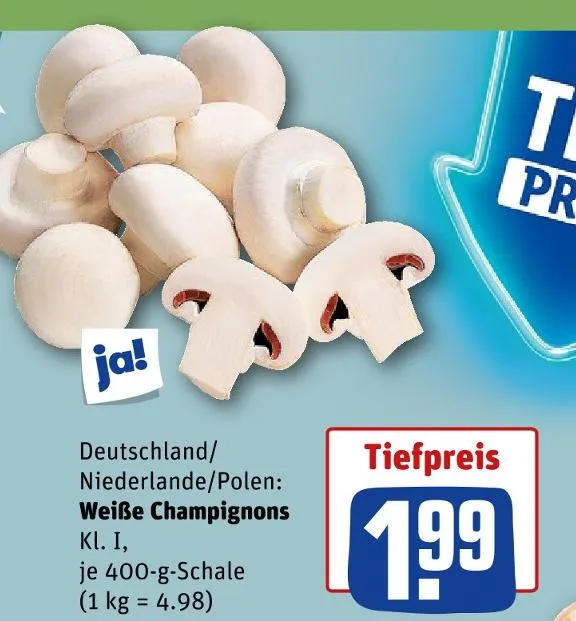 ja!
Deutschland/
Niederlande/Polen:
Weiße Champignons
Kl. I,
je 400-g-Schale
(1 kg = 4.98)
Tiefpreis
1.99